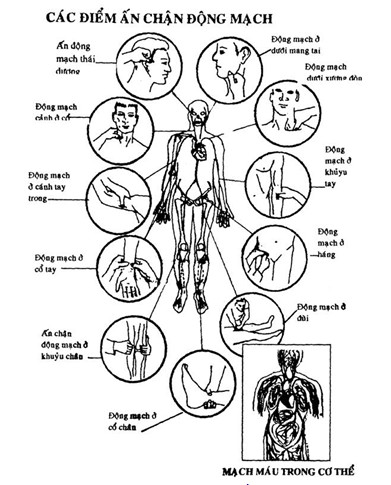 CÁC ĐIỂM ẤN CHẬN ĐỘNG MẠCH
Ấn động
mạch thái
dương
Động mạch ở
dưới mang tai
Động mạch
dưới xương đòn
Động mạch
cảnh ở cổ
Động
mạch ở
khuỷu
tay
Động mạch
ở cánh tay
trong
Động mạch ở
cổ tay
Động
mạch ở
háng
Động mạch ở
đùi
Ấn chận
động mạch ở
khuỷu chân
Động mạch ở
cổ chân
MẠCH MÁU TRONG CƠ THỂ